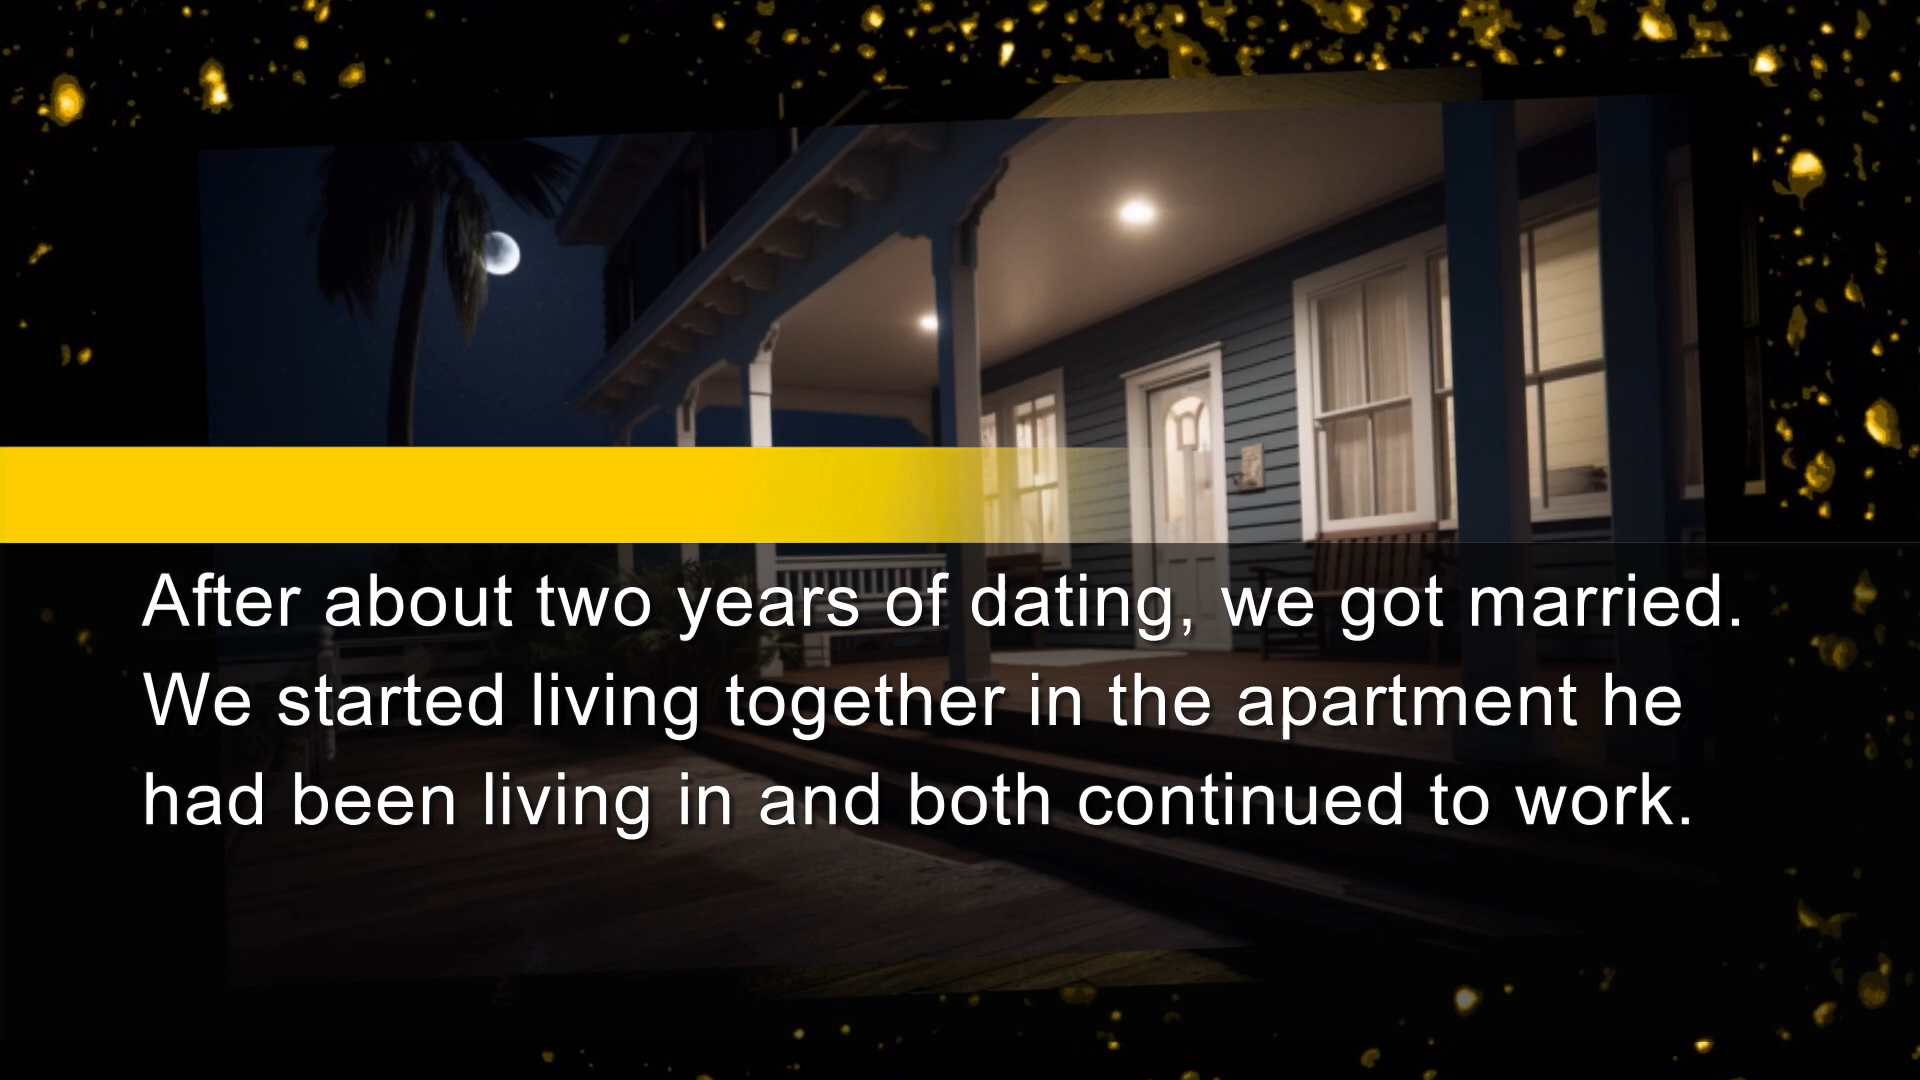 After about two years of dating, we got married.
We started living together in the apartment he
had been living in and both continued to work.